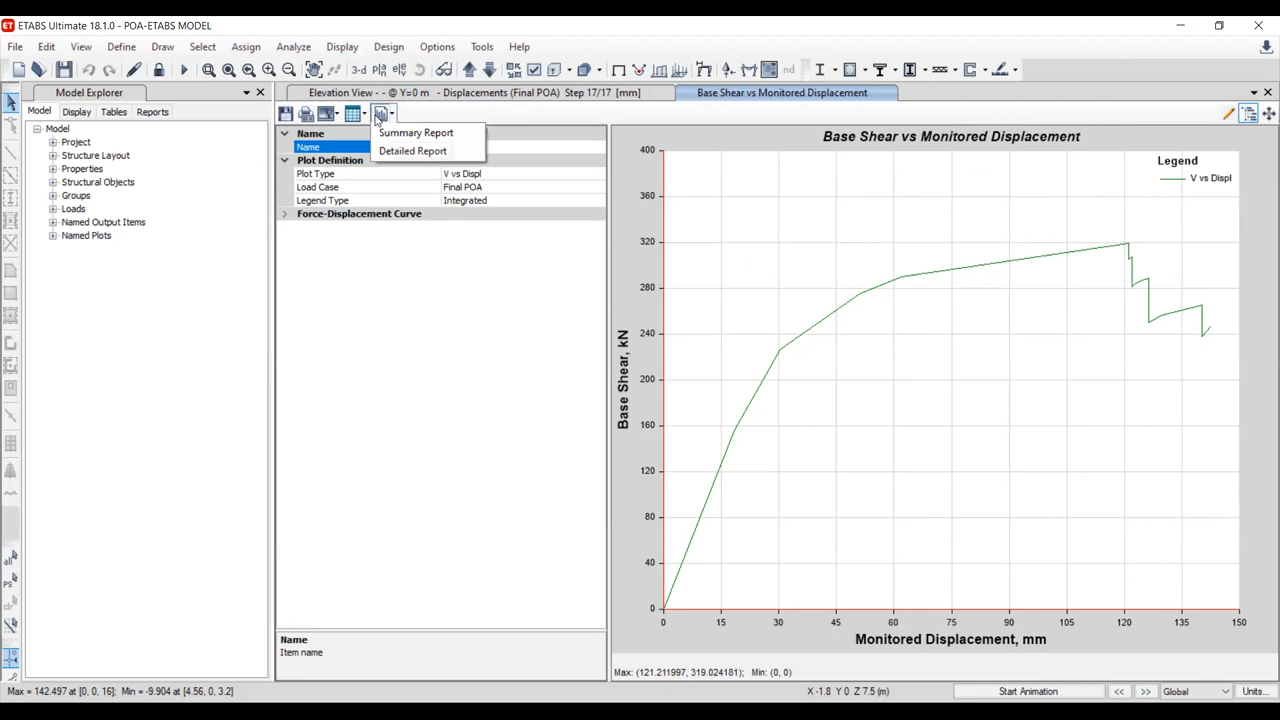 ETABS Ultimate 18.1.0 - POA-ETABS MODEL
File Edit View Define Draw Select Assign Analyze Display Design Options Tools Help
3-d
nd
Model Explorer
Elevation View - - @ Y=0 m - Displacements (Final POA) Step 17/17 [mm]
Base Shear vs Monitored Displacement
Model Display Tables Reports
Model
Project
Structure Layout
Properties
Structural Objects
Groups
Loads
Named Output Items
Named Plots
all
PS
clr
Summary Report
Detailed Report
Name
Name
Plot Definition
Plot Type V vs Displ
Load Case Final POA
Legend Type Integrated
Force-Displacement Curve
Name
Item name
Base Shear vs Monitored Displacement
Legend
V vs Displ
400
360
320
280
240
200
160
120
80
40
0
Base Shear, kN
0 15 30 45 60 75 90 105 120 135 150
Monitored Displacement, mm
Max: (121.211997, 319.024181); Min: (0, 0)
Max = 142.497 at [0, 0, 16]; Min = -9.904 at [4.56, 0, 3.2]
X -1.8 Y 0 Z 7.5 (m)
Start Animation
<< >>
Global
Units...